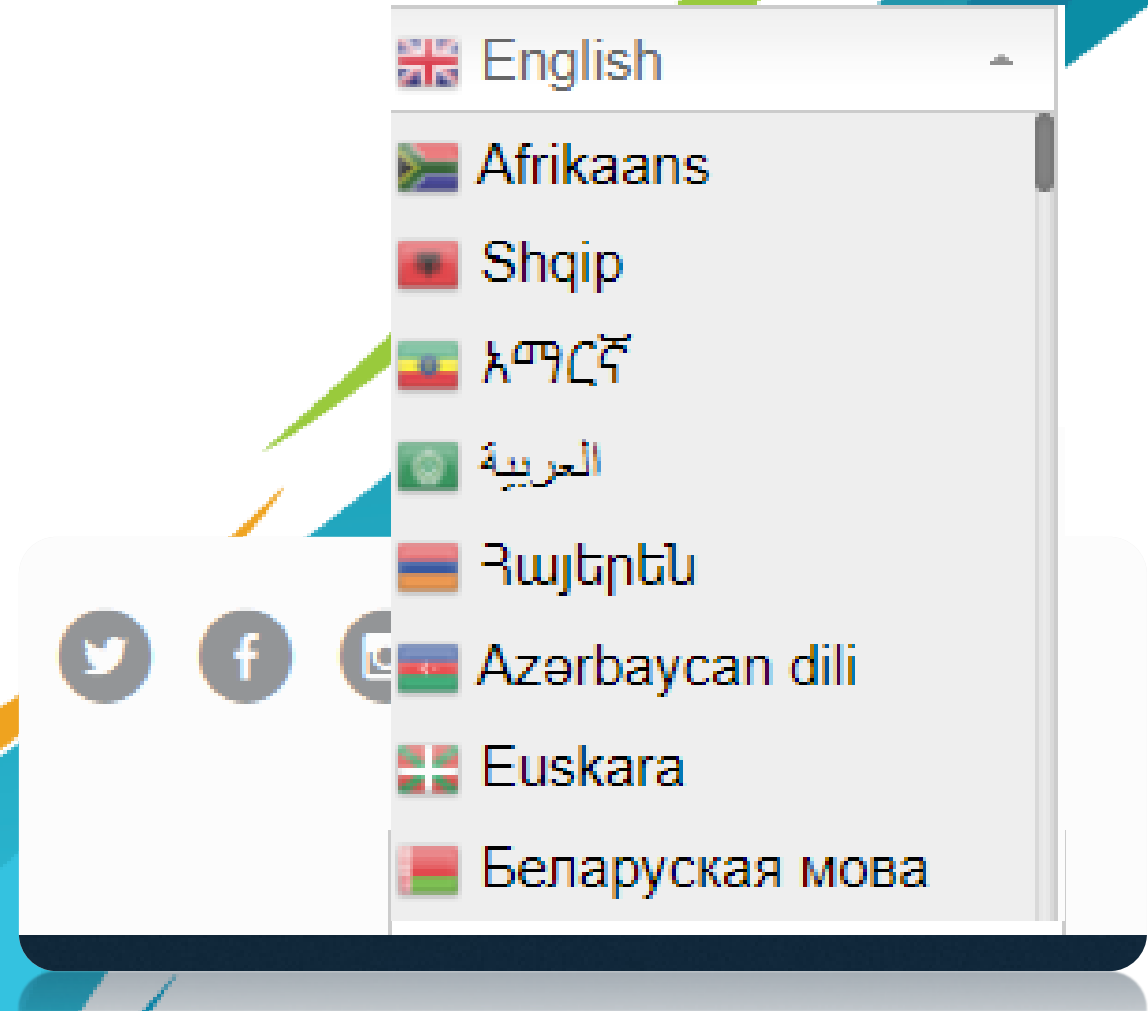 English
Afrikaans
Shqip
አማርኛ
العربية
Հայերեն
Azərbaycan dili
Euskara
Беларуская мова